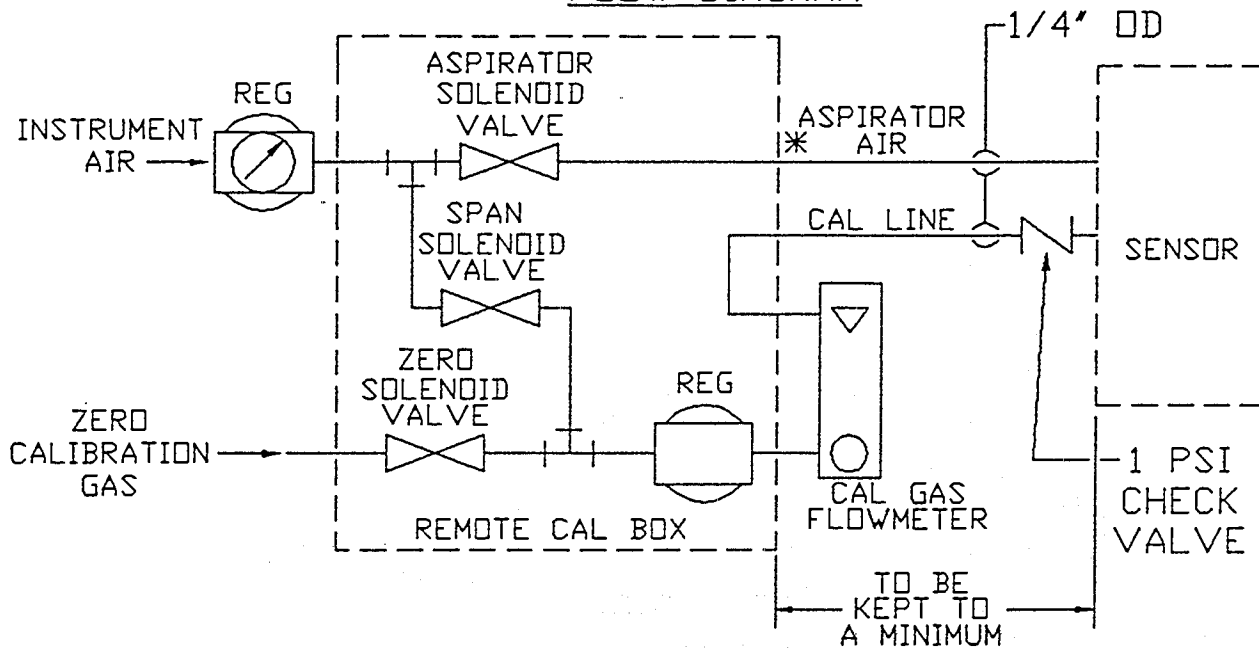 FLOW DIAGRAM
1/4" OD
ASPIRATOR
SOLENOID
VALVE
REG
INSTRUMENT
AIR
* ASPIRATOR
AIR
SPAN
SOLENOID
VALVE
CAL LINE
SENSOR
ZERO
SOLENOID
VALVE
REG
ZERO
CALIBRATION
GAS
CAL GAS
FLOWMETER
1 PSI
CHECK
VALVE
REMOTE CAL BOX
TO BE
KEPT TO
A MINIMUM